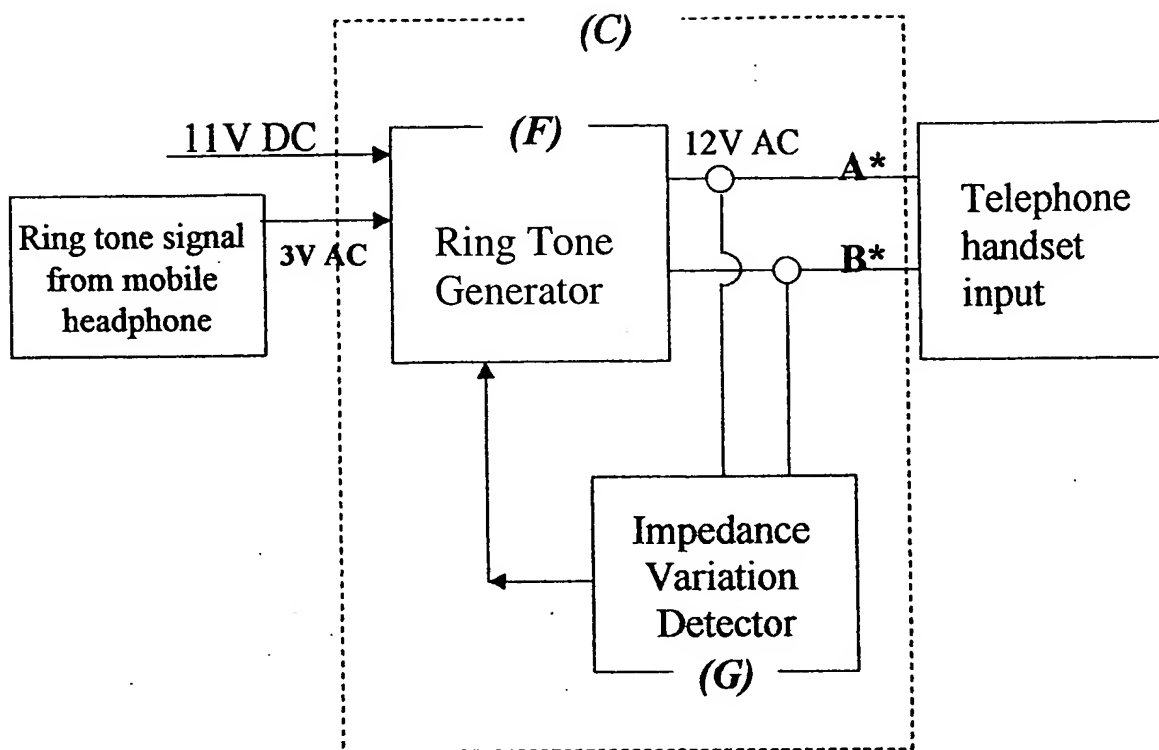 (C)
11V DC
(F)
12V AC
A*
Ring tone signal
from mobile
headphone
3V AC
Ring Tone
Generator
B*
Telephone
handset
input
Impedance
Variation
Detector
(G)